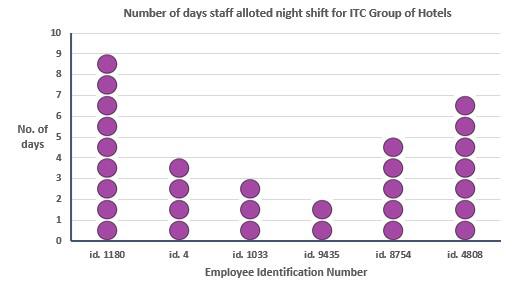 Number of days staff alloted night shift for ITC Group of Hotels
10
9
8
7
6
5
4
3
2
1
0
No. of
days
id. 1180 id. 4 id. 1033 id. 9435 id. 8754 id. 4808
Employee Identification Number